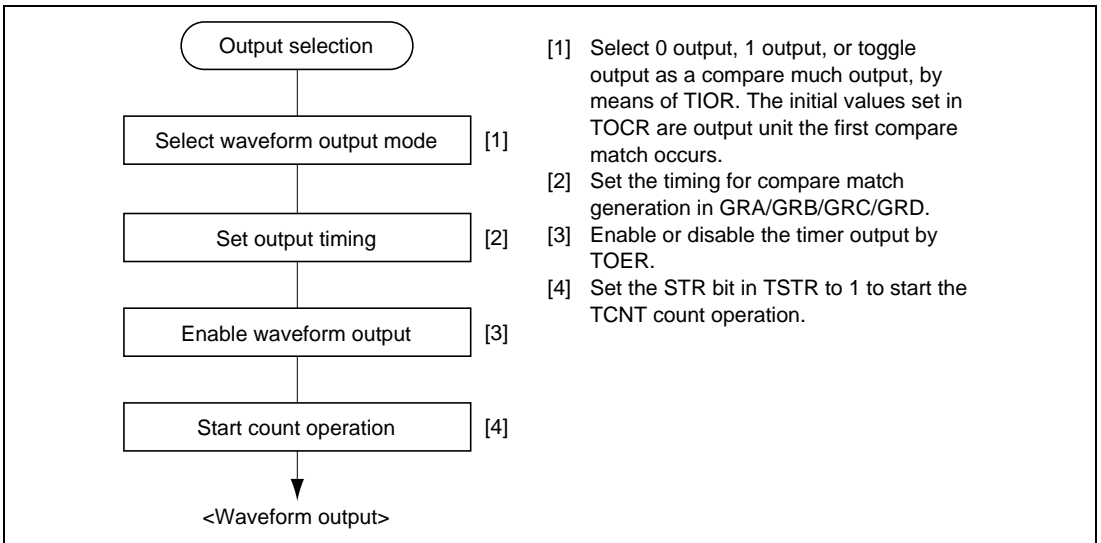 Output selection
Select waveform output mode [1]
Set output timing [2]
Enable waveform output [3]
Start count operation [4]
<Waveform output>
[1] Select 0 output, 1 output, or toggle
output as a compare much output, by
means of TIOR. The initial values set in
TOCR are output unit the first compare
match occurs.
[2] Set the timing for compare match
generation in GRA/GRB/GRC/GRD.
[3] Enable or disable the timer output by
TOER.
[4] Set the STR bit in TSTR to 1 to start the
TCNT count operation.